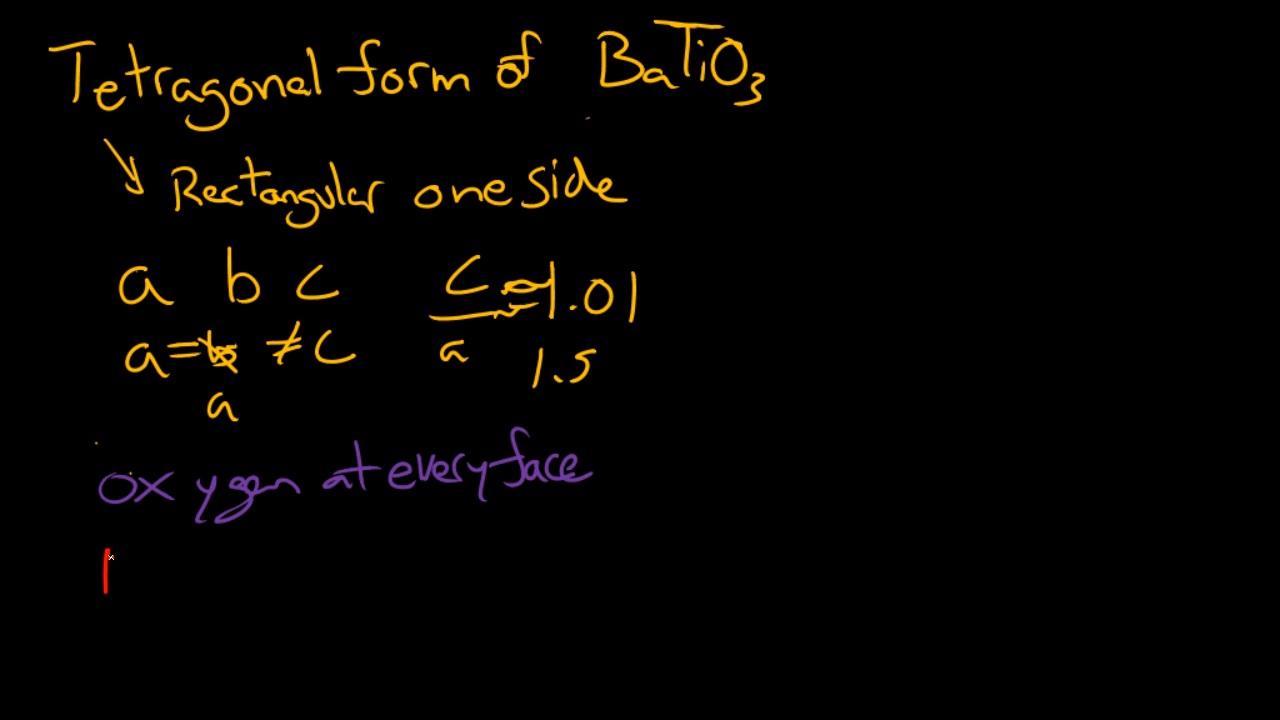 Tetragonal form of BaTiO3
Rectangular one side
a b c
c/a = 1.01
a = ≠ c
1.5
a
oxygen at every face